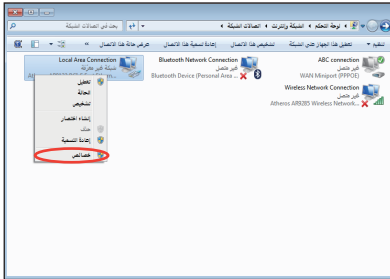 لوحة التحكم ‹ الشبكة وإنترنت ‹ اتصالات الشبكة
بحث في اتصالات الشبكة
تنظيم
تعطيل هذا الجهاز من الشبكة
تشخيص هذا الاتصال
إعادة تسمية هذا الاتصال
عرض حالة هذا الاتصال
»
ABC connection
غير متصل
WAN Miniport (PPPOE)
Bluetooth Network Connection
غير متصل
Bluetooth Device (Personal Area ...
Local Area Connection
شبكة غير معرّفة
Wireless Network Connection
غير متصل
Atheros AR9285 Wireless Network...
تعطيل
الحالة
تشخيص
إنشاء اختصار
حذف
إعادة التسمية
خصائص